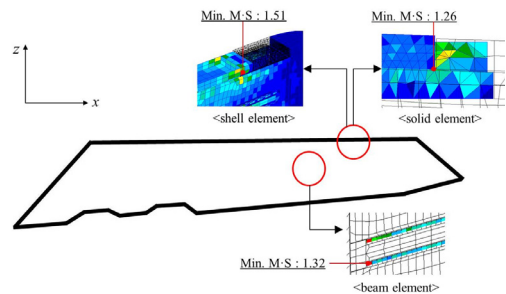 Min. M·S : 1.51
Min. M·S : 1.26
z
x
<shell element>
<solid element>
Min. M·S : 1.32
<beam element>